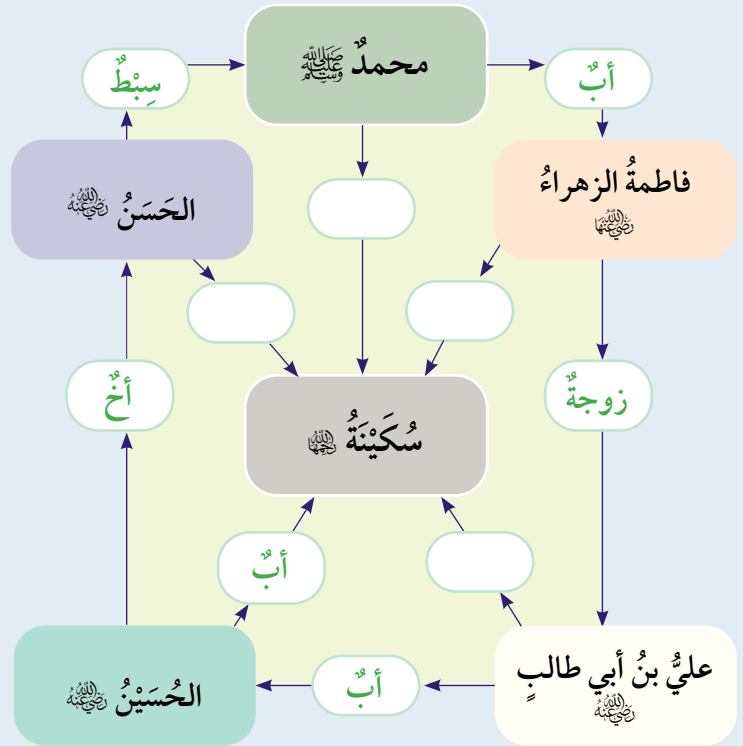 محمدٌ ﷺ
أبٌ
سِبْطٌ
فاطمةُ الزهراءُ
رضي الله عنها
الحَسَنُ رضي الله عنه
زوجةٌ
أخٌ
سُكَيْنَةُ رحمها الله
أبٌ
عليُّ بنُ أبي طالبٍ
رضي الله عنه
أبٌ
الحُسَيْنُ رضي الله عنه